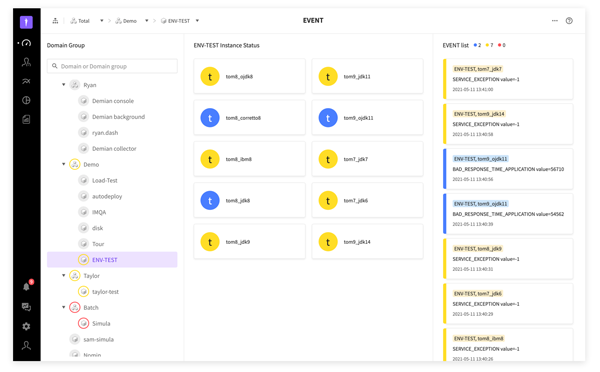 Total
Demo
ENV-TEST
EVENT
Domain Group
Domain or Domain group
Ryan
Demian console
Demian background
ryan.dash
Demian collector
Demo
Load-Test
autodeploy
IMQA
disk
Tour
ENV-TEST
Taylor
taylor-test
Batch
Simula
sam-simula
Nomin
ENV-TEST Instance Status
t tom8_ojdk8
t tom9_jdk11
t tom8_corretto8
t tom9_ojdk11
t tom8_ibm8
t tom7_jdk7
t tom8_jdk8
t tom7_jdk6
t tom8_jdk9
t tom9_jdk14
EVENT list 2 7 0
ENV-TEST, tom7_jdk7
SERVICE_EXCEPTION value=-1
2021-05-11 13:41:00
ENV-TEST, tom9_jdk14
SERVICE_EXCEPTION value=-1
2021-05-11 13:40:58
ENV-TEST, tom9_ojdk11
BAD_RESPONSE_TIME_APPLICATION value=56710
2021-05-11 13:40:56
ENV-TEST, tom9_ojdk11
BAD_RESPONSE_TIME_APPLICATION value=54562
2021-05-11 13:40:39
ENV-TEST, tom8_jdk9
SERVICE_EXCEPTION value=-1
2021-05-11 13:40:31
ENV-TEST, tom7_jdk6
SERVICE_EXCEPTION value=-1
2021-05-11 13:40:29
ENV-TEST, tom8_ibm8
SERVICE_EXCEPTION value=-1
2021-05-11 13:40:26